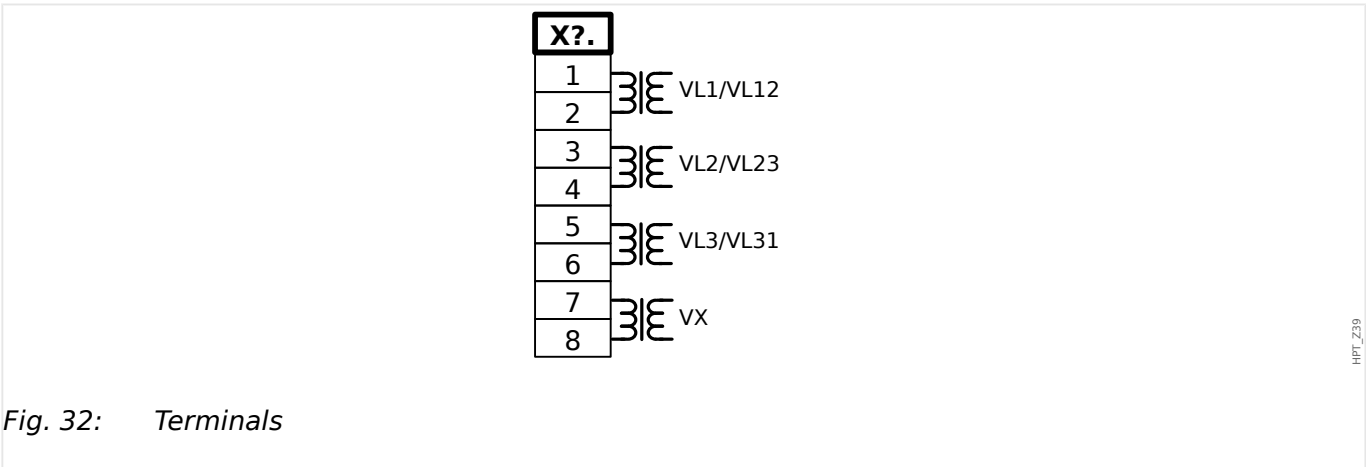 X?.
1
VL1/VL12
2
3
VL2/VL23
4
5
VL3/VL31
6
7
VX
8
HPT_Z39
Fig. 32: Terminals